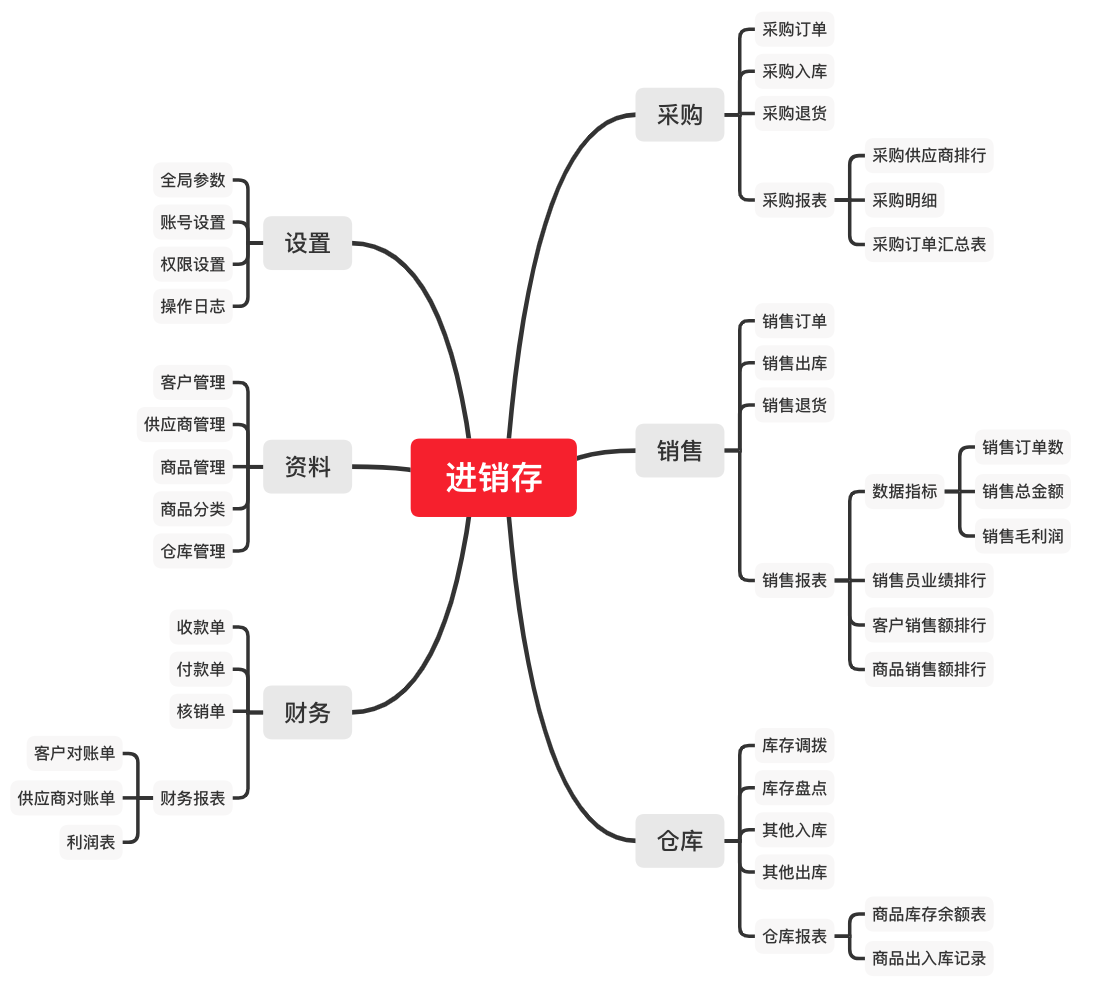 进销存
采购
采购订单
采购入库
采购退货
采购报表
采购供应商排行
采购明细
采购订单汇总表
销售
销售订单
销售出库
销售退货
销售报表
数据指标
销售订单数
销售总金额
销售毛利润
销售员业绩排行
客户销售额排行
商品销售额排行
仓库
库存调拨
库存盘点
其他入库
其他出库
仓库报表
商品库存余额表
商品出入库记录
设置
全局参数
账号设置
权限设置
操作日志
资料
客户管理
供应商管理
商品管理
商品分类
仓库管理
财务
收款单
付款单
核销单
财务报表
客户对账单
供应商对账单
利润表